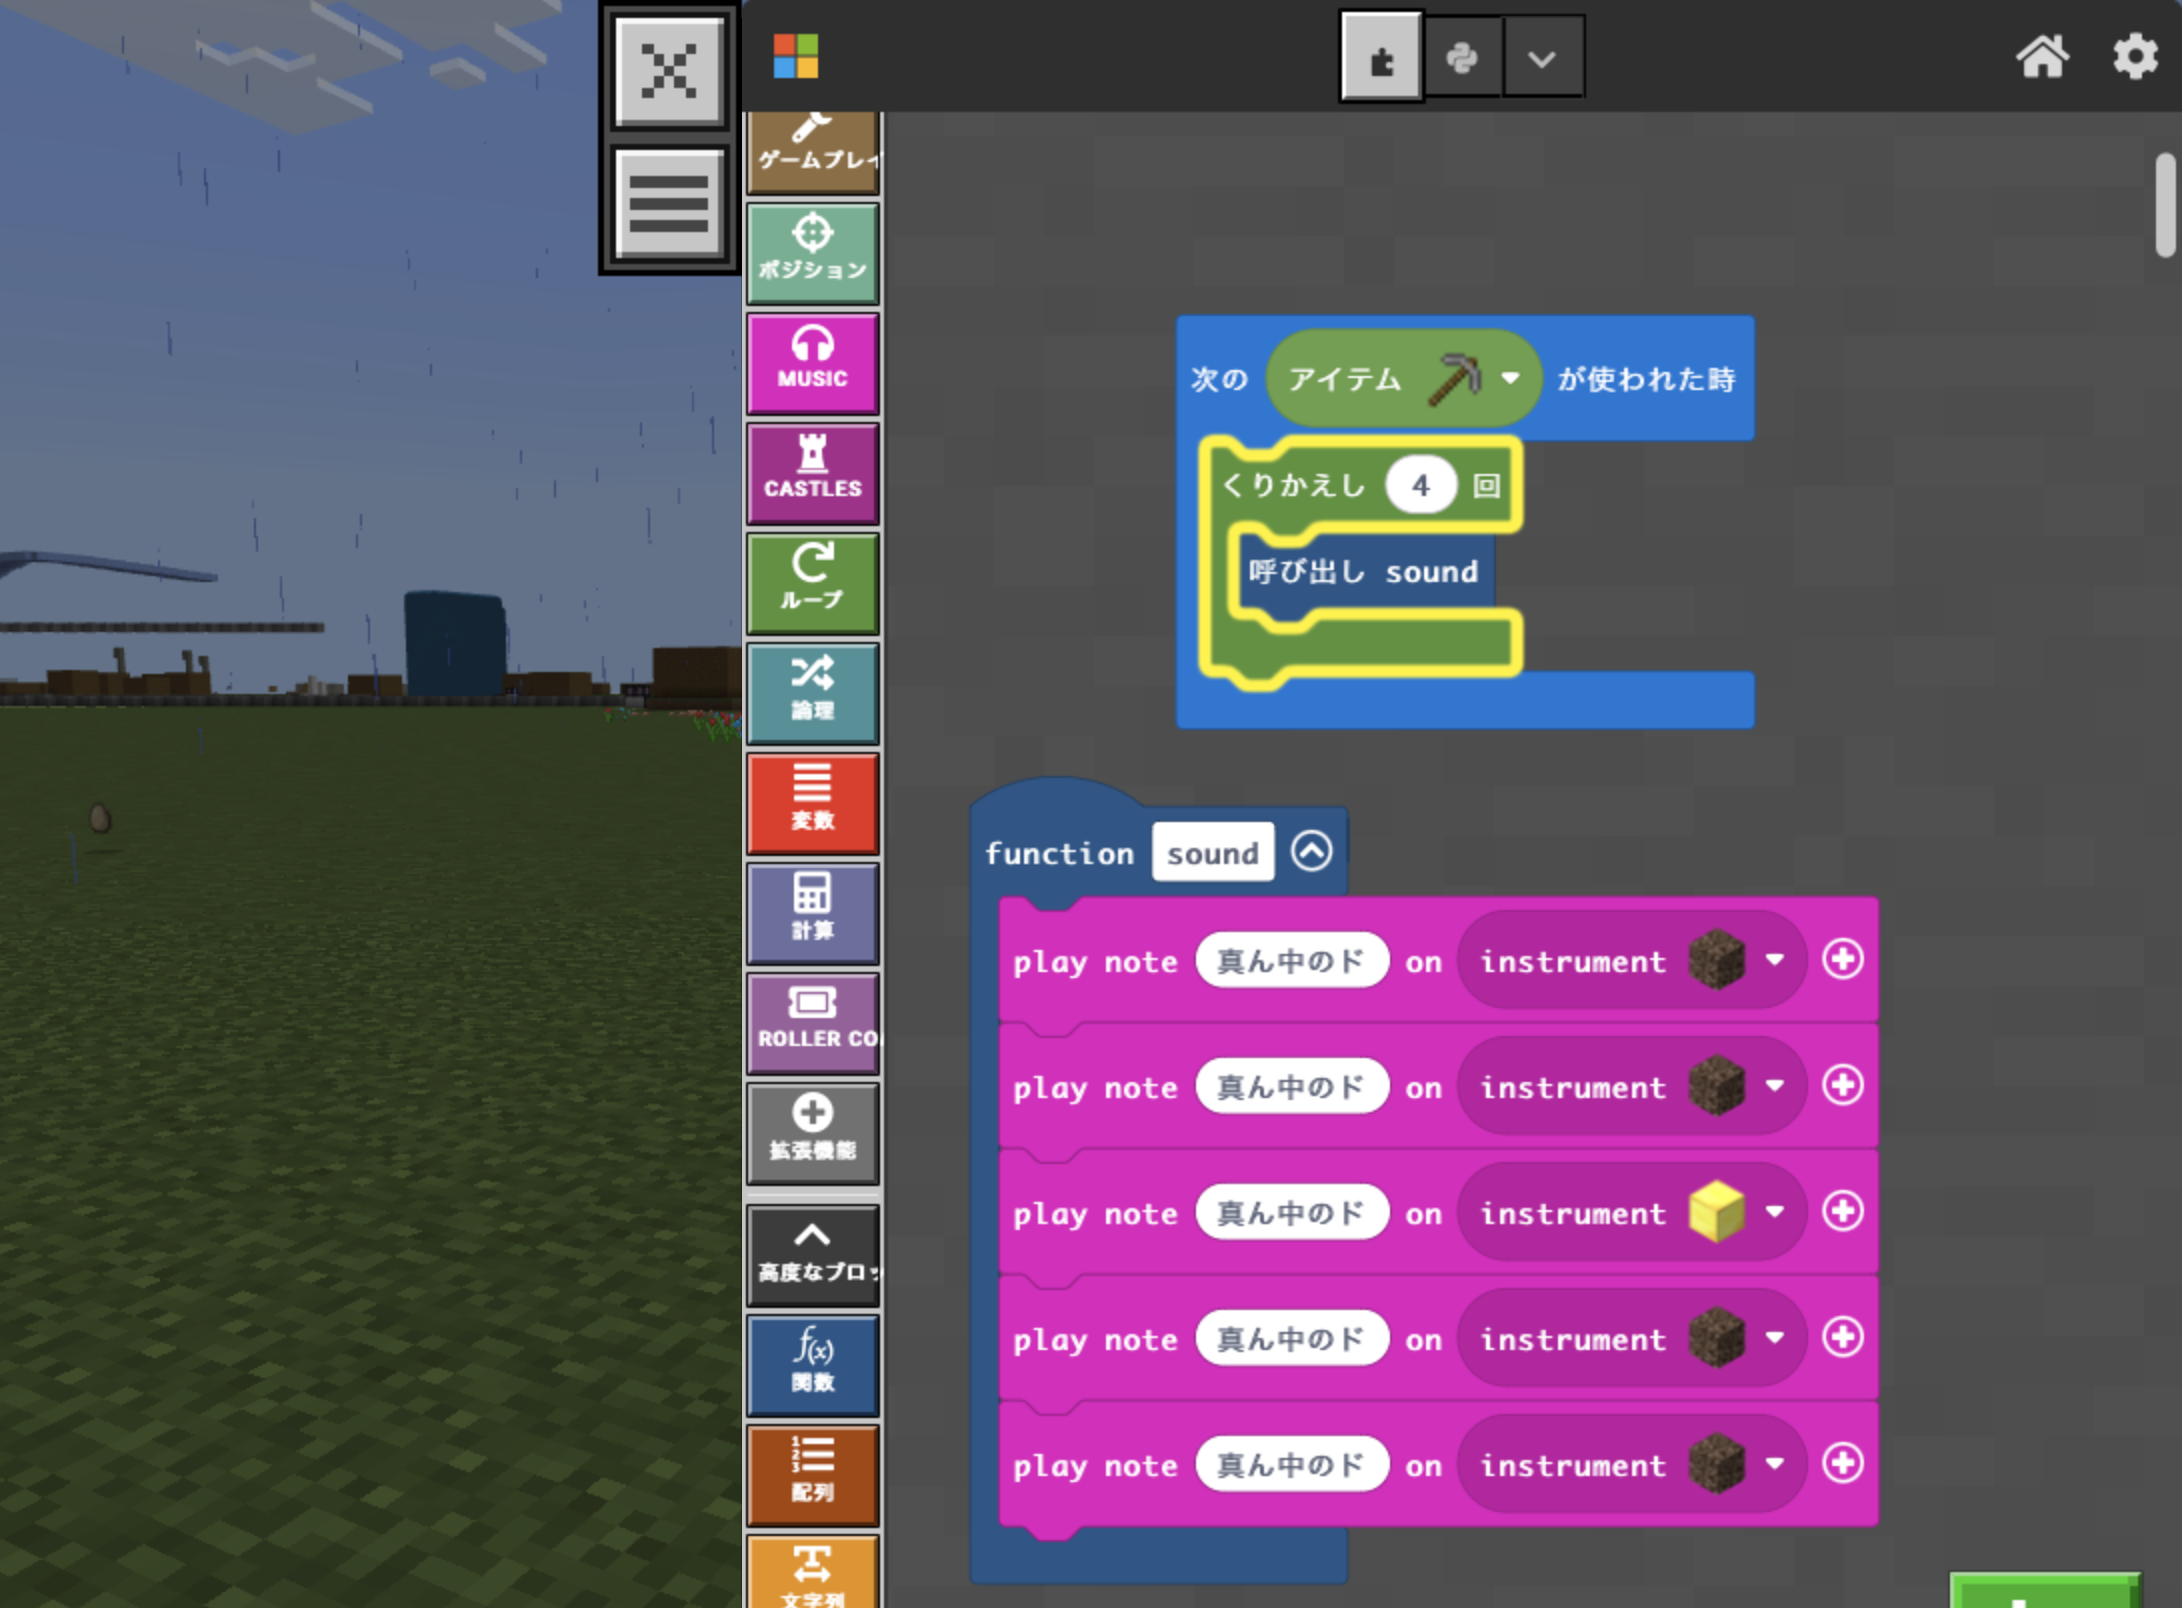 ゲームプレイ
ポジション
MUSIC
CASTLES
ループ
論理
変数
計算
ROLLER CO
拡張機能
高度なブロッ
関数
配列
文字列
次の アイテム が使われた時
くりかえし 4 回
呼び出し sound
function sound
play note 真ん中のド on instrument
play note 真ん中のド on instrument
play note 真ん中のド on instrument
play note 真ん中のド on instrument
play note 真ん中のド on instrument